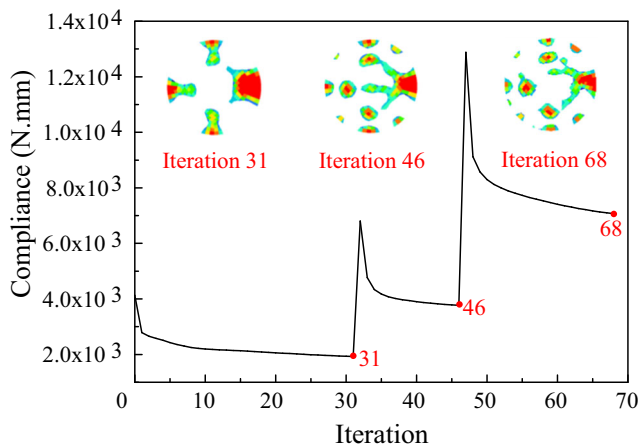 Compliance (N.mm)
1.4x10⁴
1.2x10⁴
1.0x10⁴
8.0x10³
6.0x10³
4.0x10³
2.0x10³
Iteration 31 Iteration 46 Iteration 68
68
46
31
0 10 20 30 40 50 60 70
Iteration